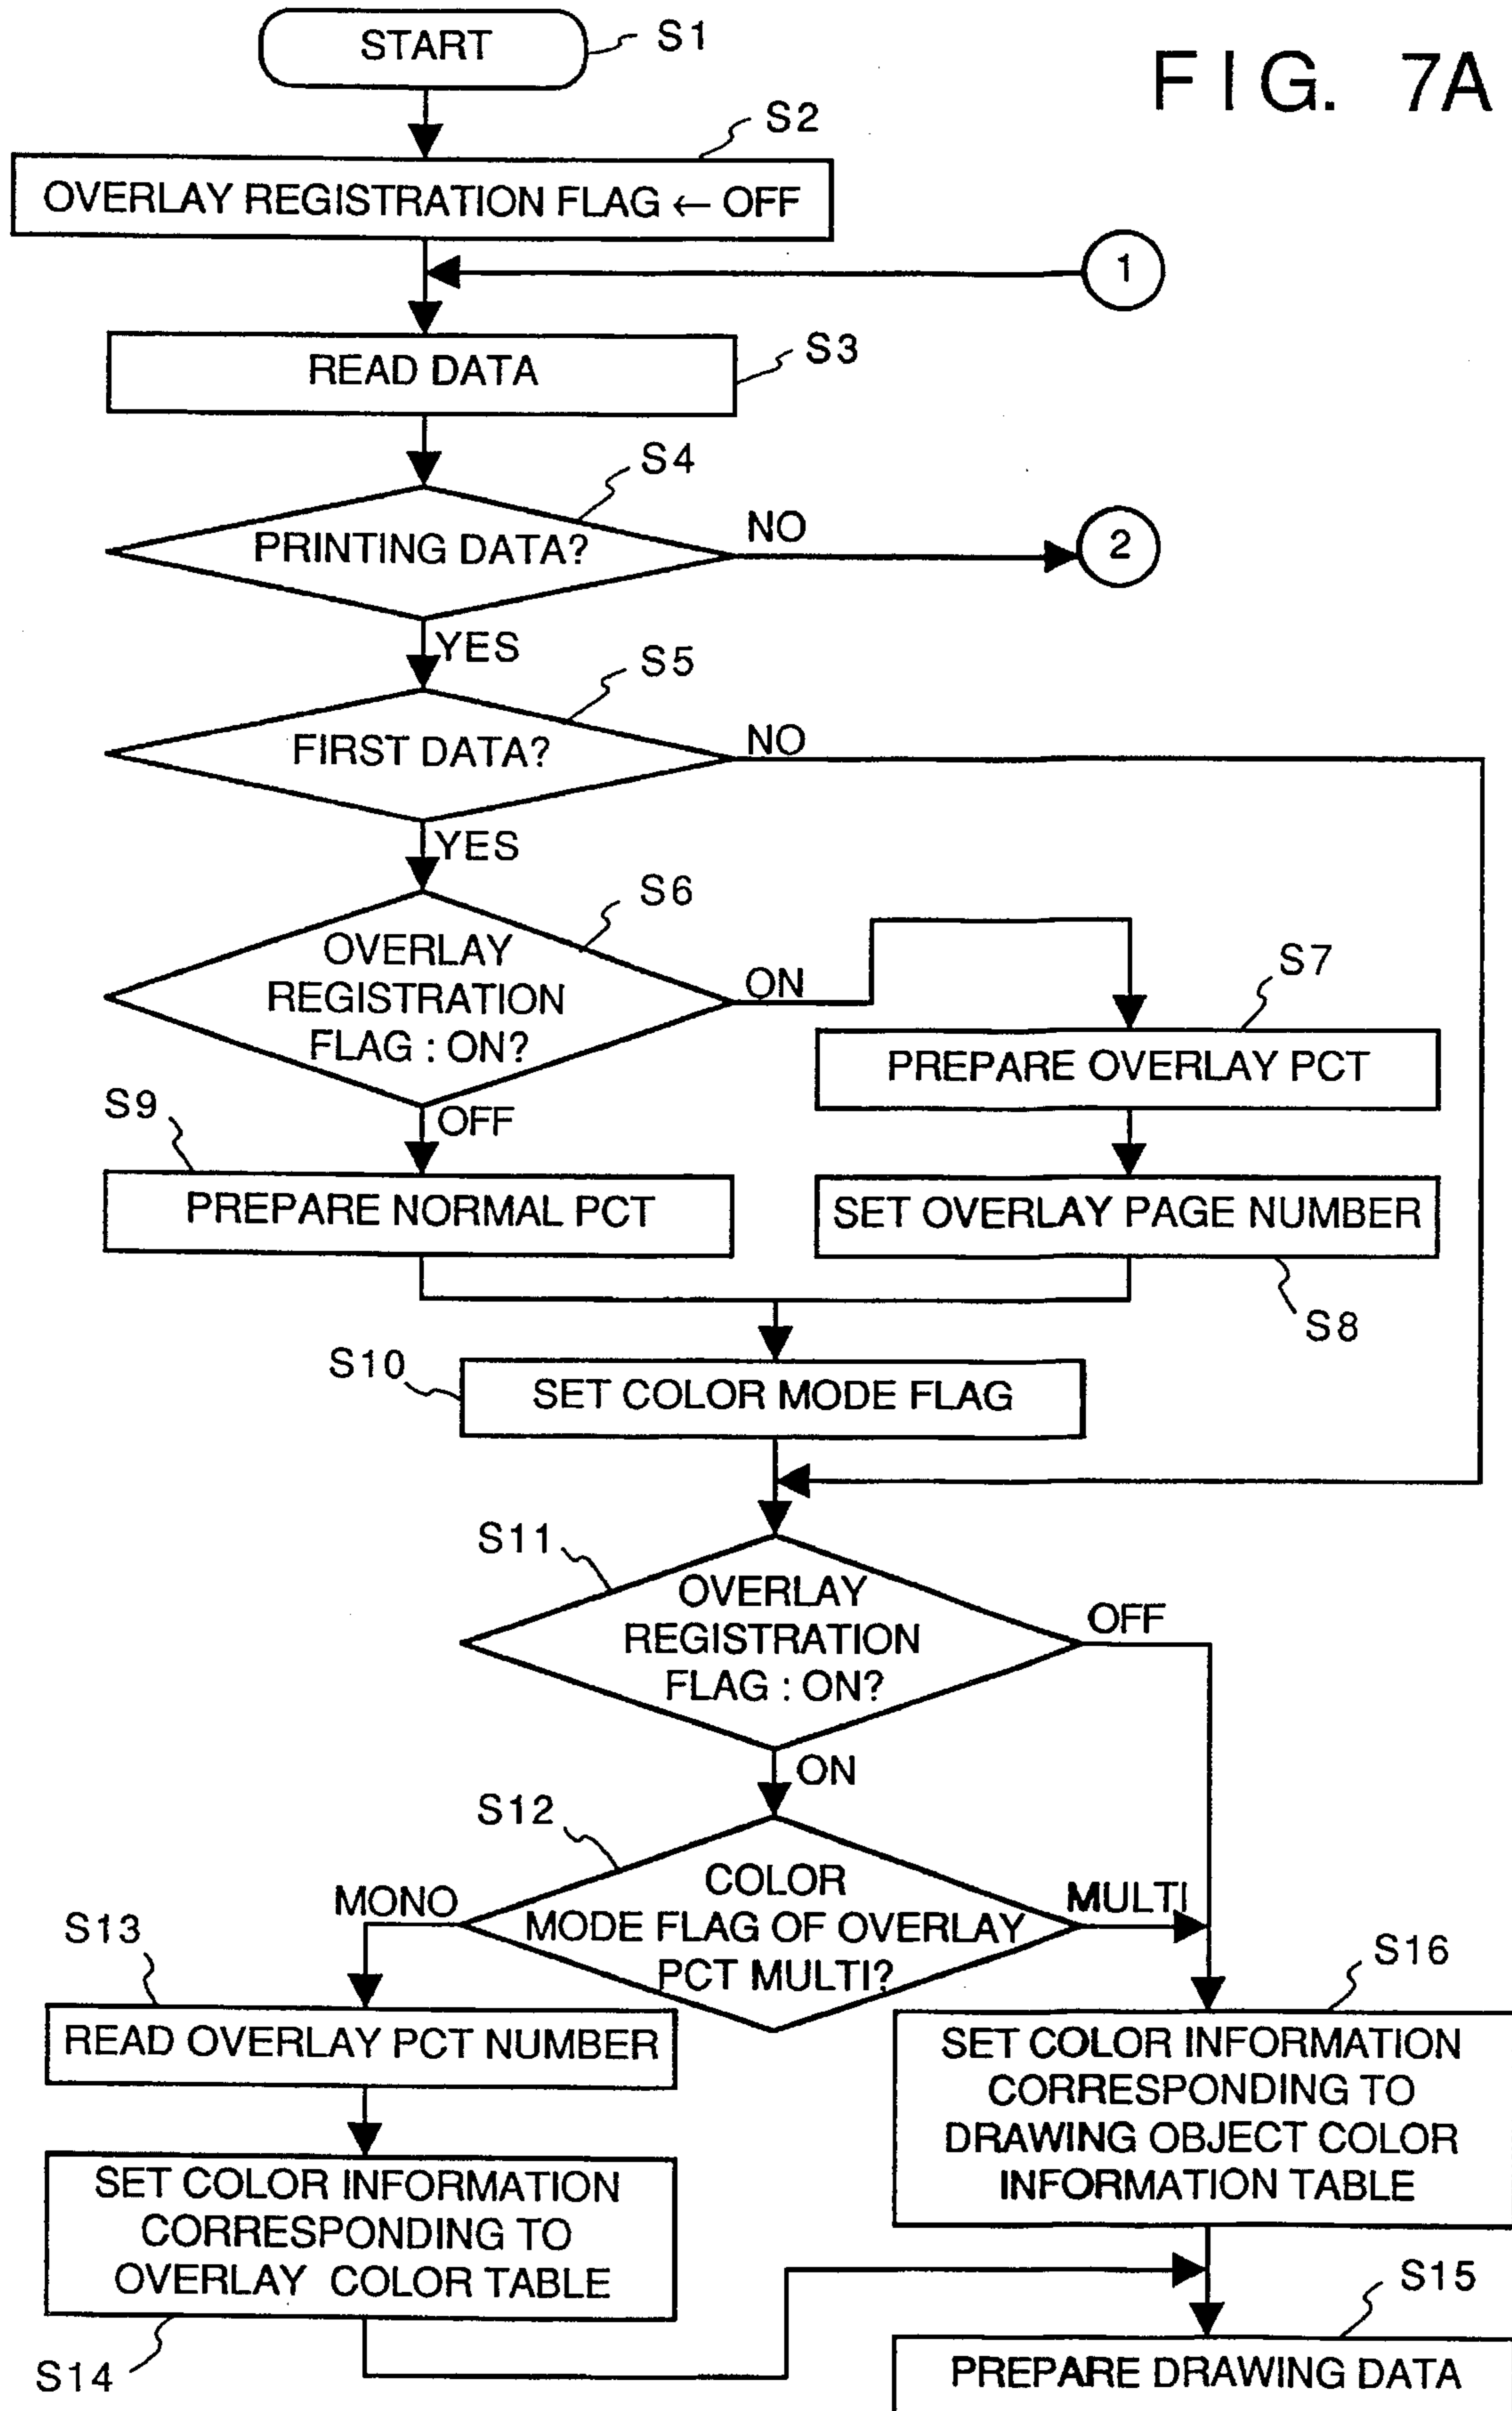 FIG. 7A
START
S1
S2
OVERLAY REGISTRATION FLAG ← OFF
1
READ DATA
S3
S4
PRINTING DATA?
NO
2
YES
S5
FIRST DATA?
NO
YES
S6
OVERLAY
REGISTRATION
FLAG : ON?
ON
S7
PREPARE OVERLAY PCT
OFF
S9
PREPARE NORMAL PCT
SET OVERLAY PAGE NUMBER
S8
S10
SET COLOR MODE FLAG
S11
OVERLAY
REGISTRATION
FLAG : ON?
OFF
ON
S12
COLOR
MODE FLAG OF OVERLAY
PCT MULTI?
MONO
MULTI
S13
READ OVERLAY PCT NUMBER
S16
SET COLOR INFORMATION
CORRESPONDING TO
DRAWING OBJECT COLOR
INFORMATION TABLE
SET COLOR INFORMATION
CORRESPONDING TO
OVERLAY COLOR TABLE
S14
S15
PREPARE DRAWING DATA